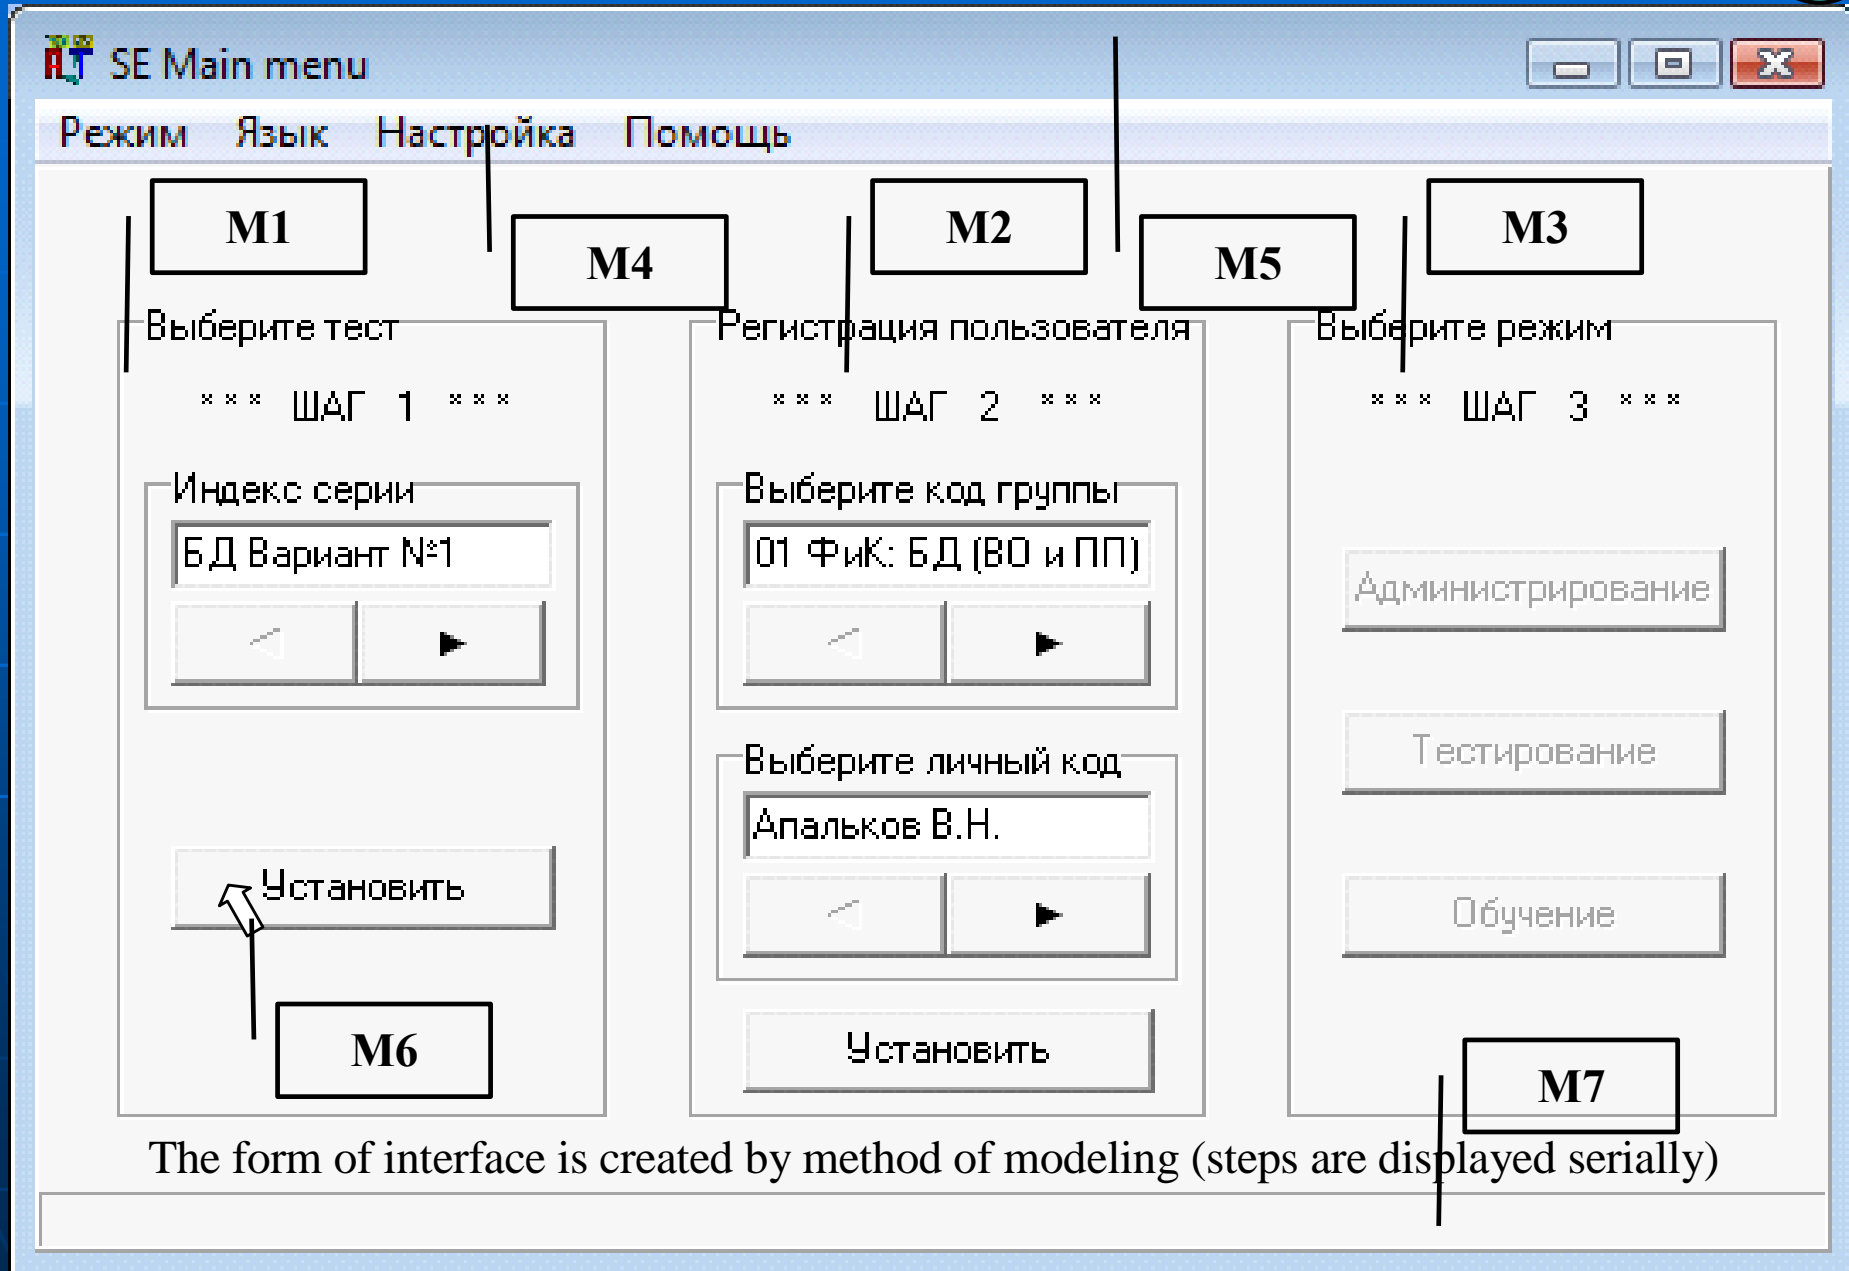 SE Main menu
Режим Язык Настройка Помощь
M1 M2 M3
M4 M5
Выберите тест
*** ШАГ 1 ***
Индекс серии
БД Вариант №1
Установить
M6
Регистрация пользователя
*** ШАГ 2 ***
Выберите код группы
01 ФиК: БД (ВО и ПП)
Выберите личный код
Апальков В.Н.
Установить
Выберите режим
*** ШАГ 3 ***
Администрирование
Тестирование
Обучение
M7
The form of interface is created by method of modeling (steps are displayed serially)